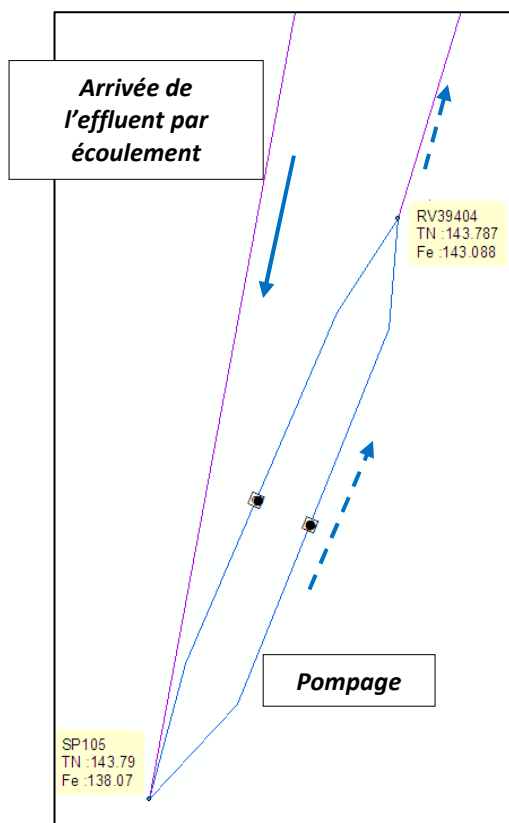 Arrivée de
l’effluent par
écoulement
RV39404
TN :143.787
Fe :143.088
Pompage
SP105
TN :143.79
Fe :138.07